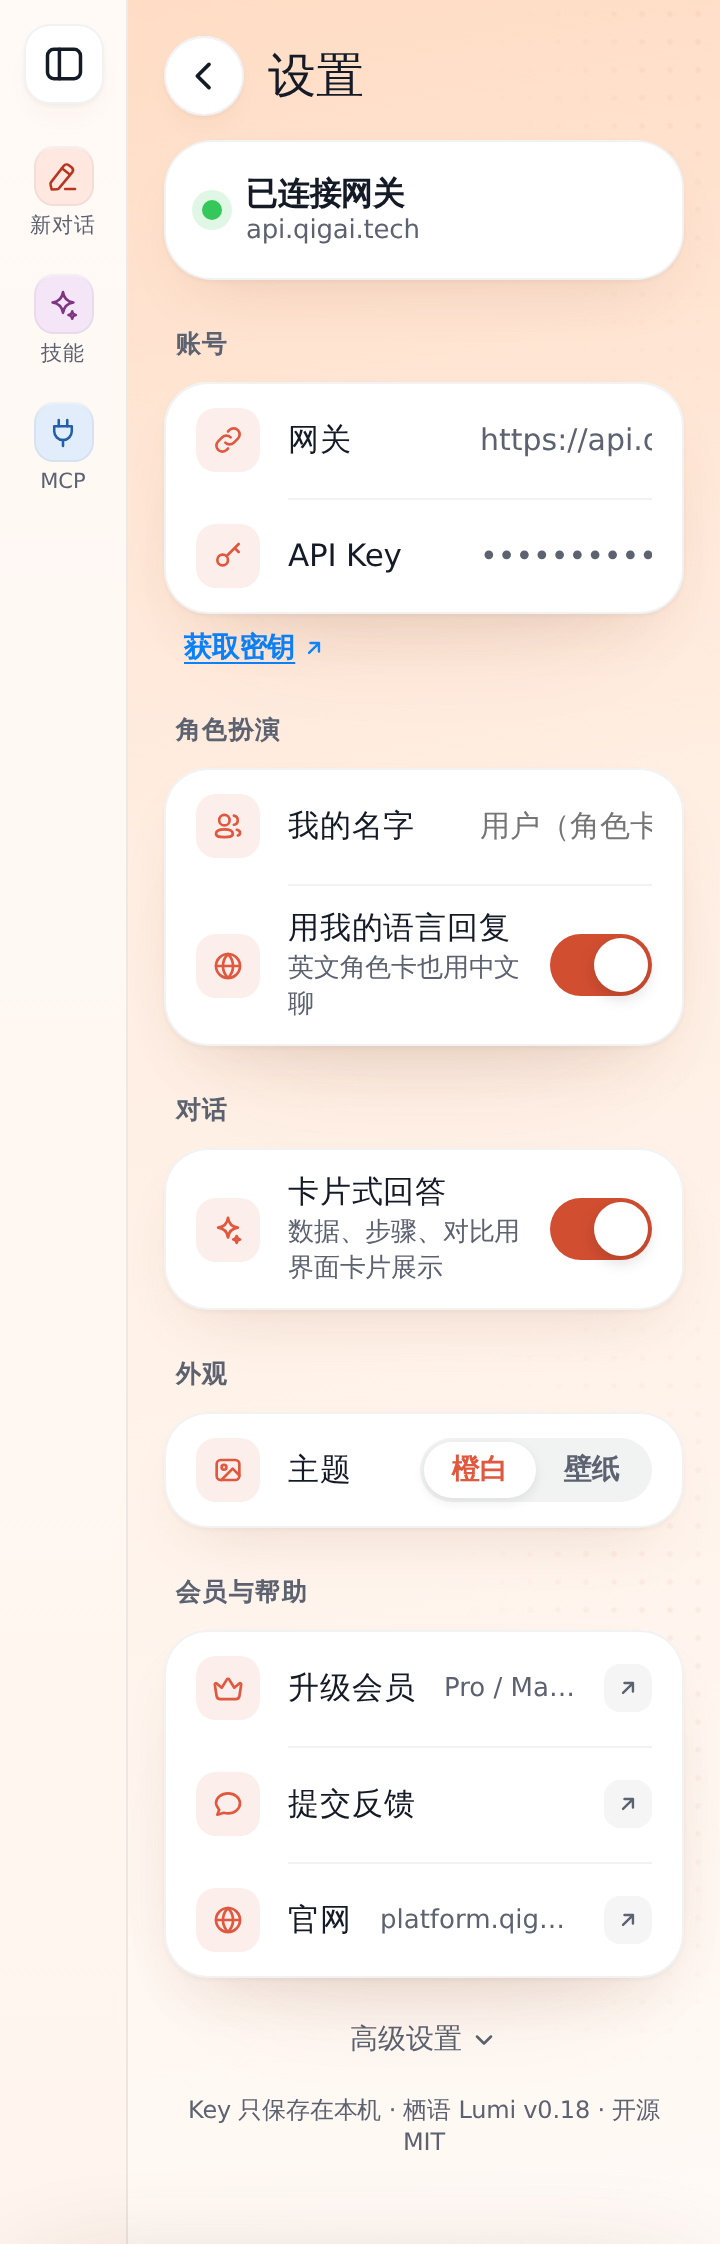 设置
新对话
技能
MCP
已连接网关
api.qigai.tech
账号
网关
https://api.
API Key
••••••••••
获取密钥
角色扮演
我的名字
用户（角色卡
用我的语言回复
英文角色卡也用中文
聊
对话
卡片式回答
数据、步骤、对比用
界面卡片展示
外观
主题
橙白
壁纸
会员与帮助
升级会员
Pro / Ma...
提交反馈
官网
platform.qig...
高级设置
Key 只保存在本机 · 栖语 Lumi v0.18 · 开源
MIT